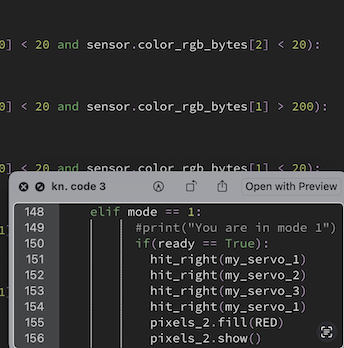 0] < 20 and sensor.color_rgb_bytes[2] < 20):
0] < 20 and sensor.color_rgb_bytes[1] > 200):
0] < 20 and sensor.color_rgb_bytes[1] < 20):
kn. code 3 Open with Preview
148 elif mode == 1:
149 #print("You are in mode 1")
150 if(ready == True):
151 hit_right(my_servo_1)
152 hit_right(my_servo_2)
153 hit_right(my_servo_3)
154 hit_right(my_servo_1)
155 pixels_2.fill(RED)
156 pixels_2.show()